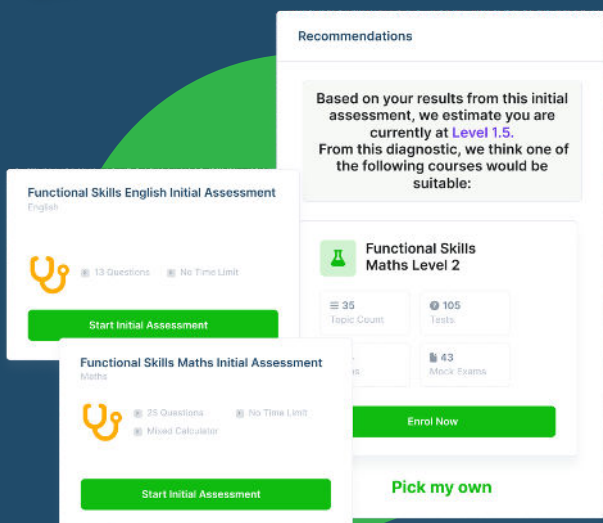 Recommendations
Based on your results from this initial
assessment, we estimate you are
currently at Level 1.5.
From this diagnostic, we think one of
the following courses would be
suitable:
Functional Skills English Initial Assessment
English
13 Questions
No Time Limit
Start Initial Assessment
Functional Skills
Maths Level 2
35
Topic Count
105
Tests
43
Mock Exams
Enrol Now
Pick my own
Functional Skills Maths Initial Assessment
Maths
25 Questions
No Time Limit
Mixed Calculator
Start Initial Assessment